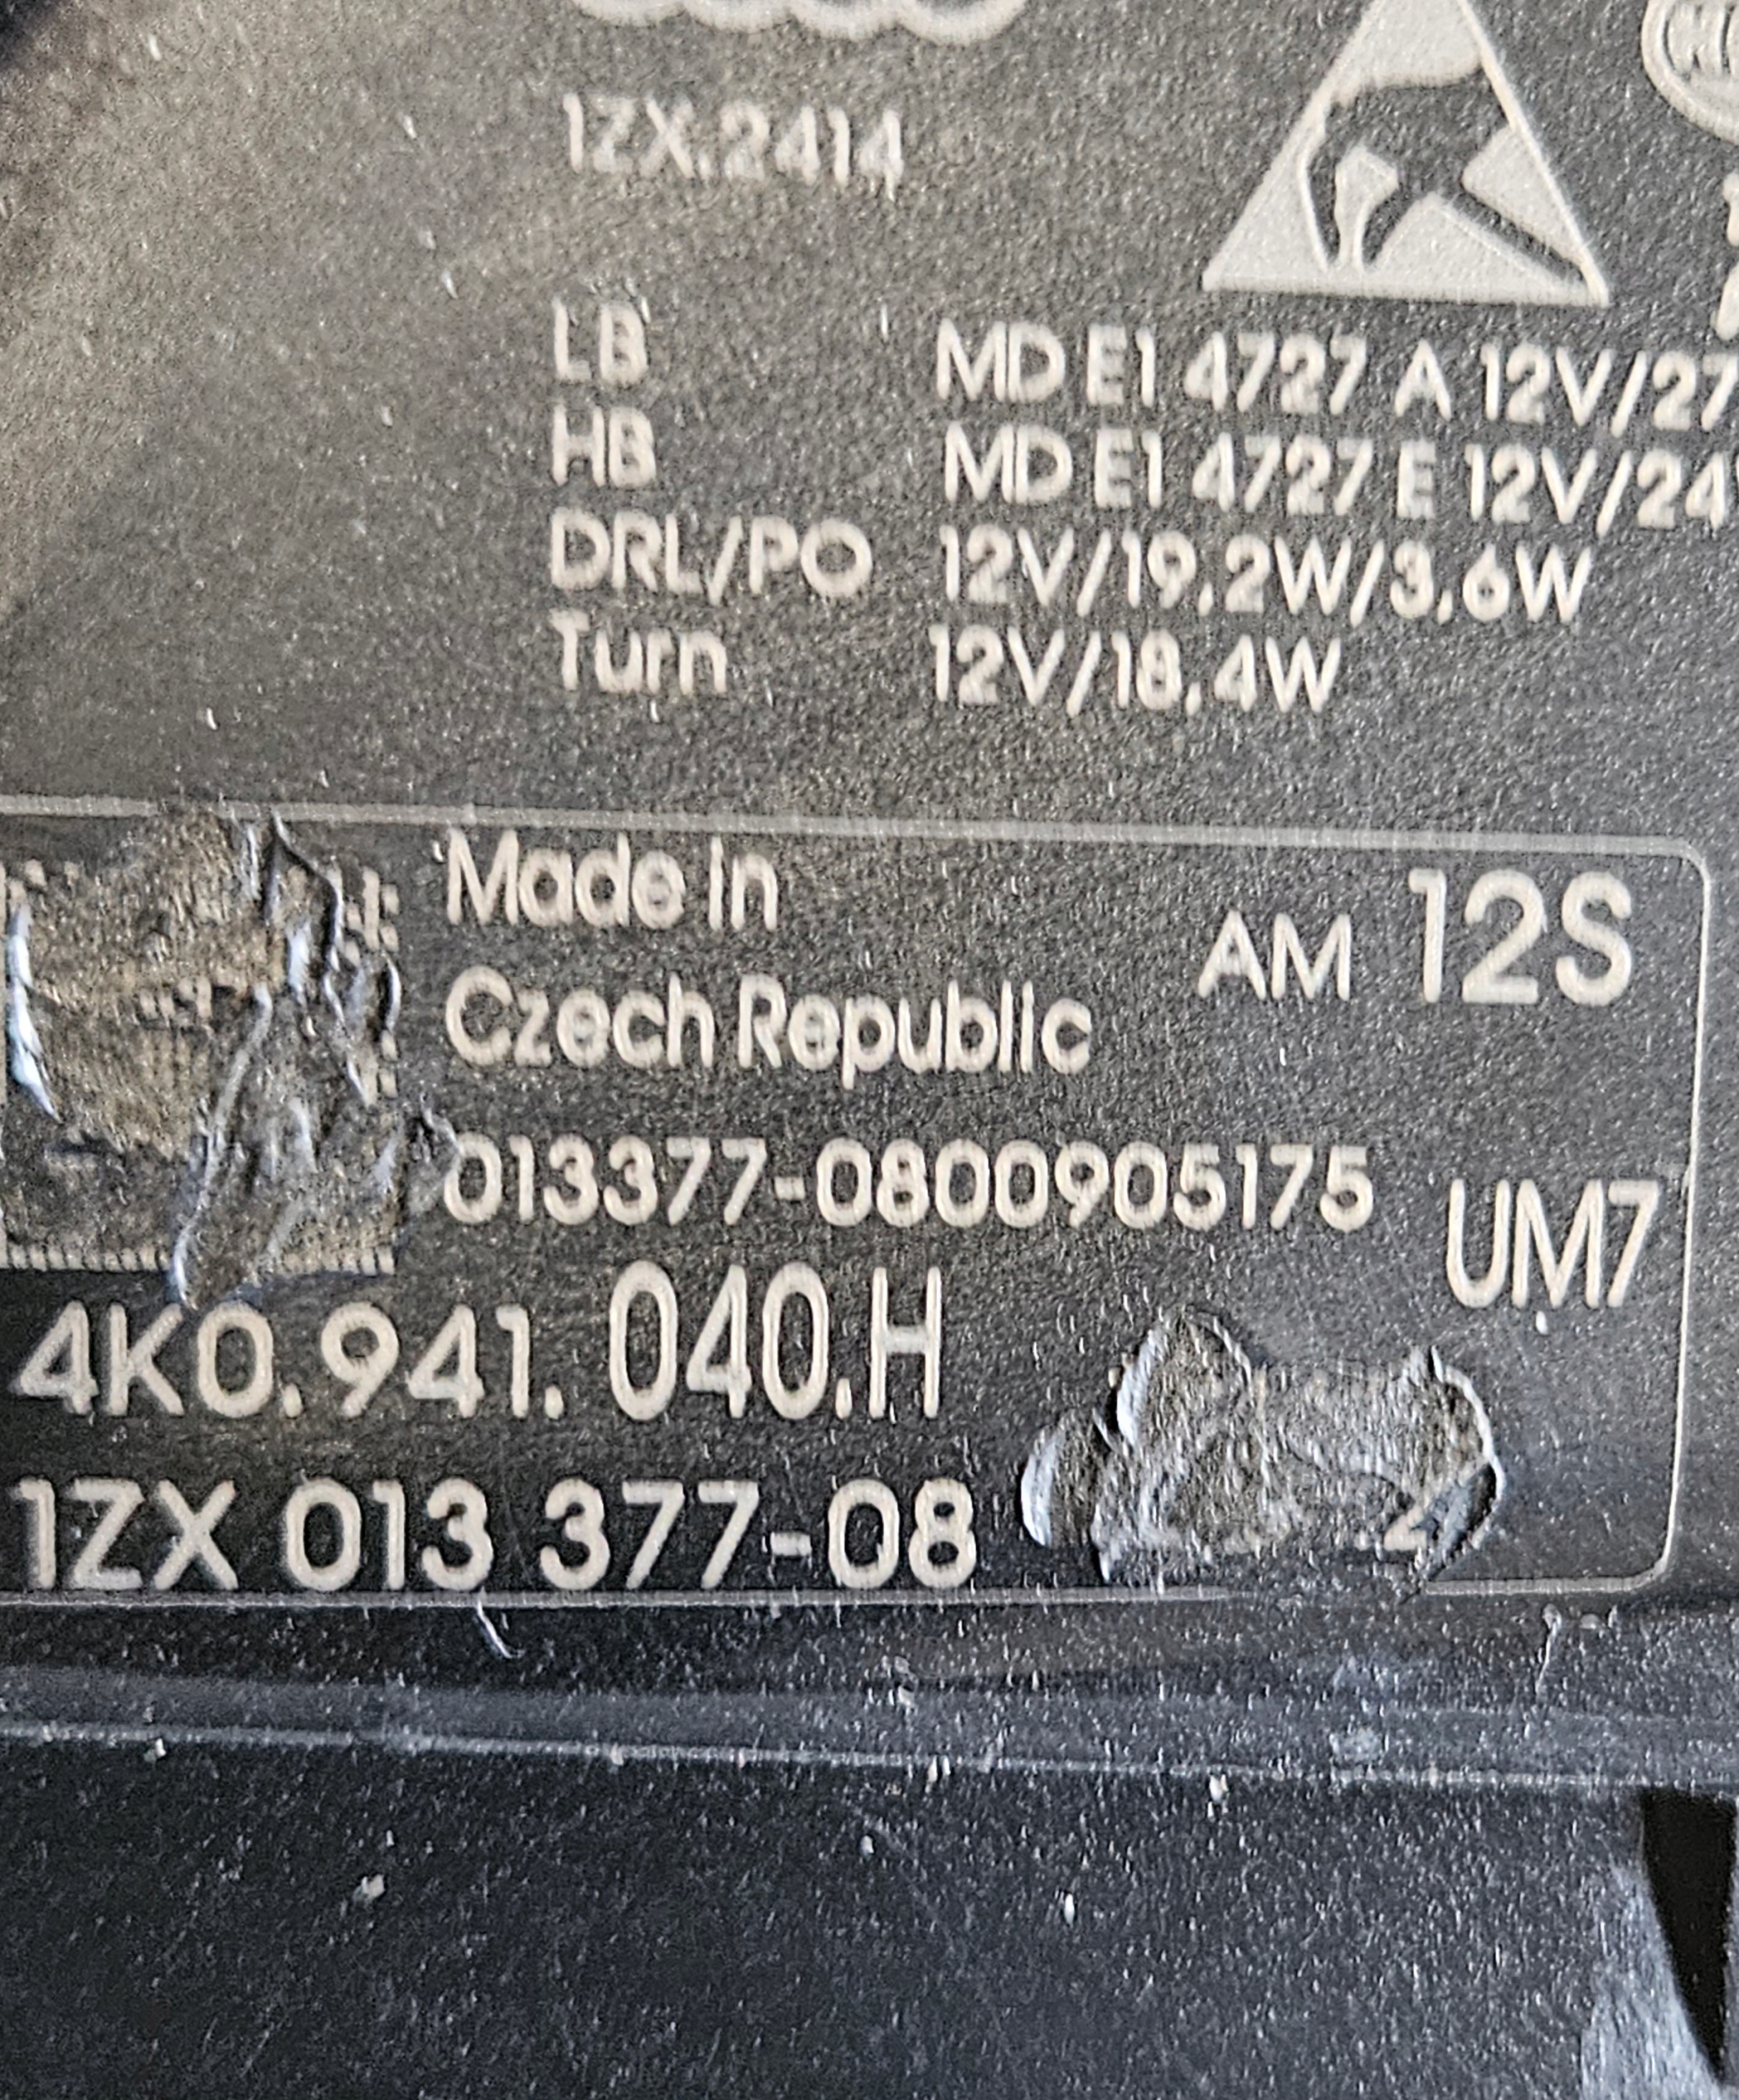 1ZX.2414
LB MD E1 4727 A 12V/27
HB MD E1 4727 E 12V/24
DRL/PO 12V/19,2W/3,6W
Turn 12V/18,4W
Made in
Czech Republic
AM 12S
013377-0800905175
UM7
4K0.941.040.H
1ZX 013 377-08